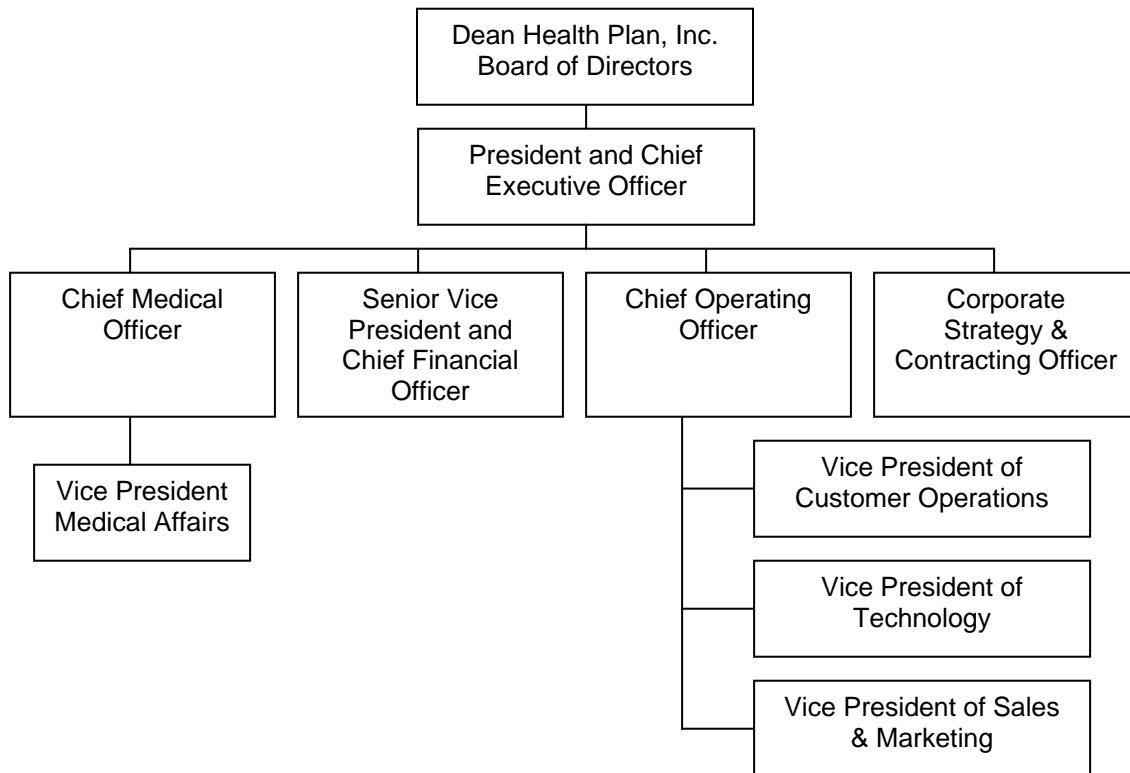 Dean Health Plan, Inc.
Board of Directors
President and Chief
Executive Officer
Chief Medical
Officer
Senior Vice
President and
Chief Financial
Officer
Chief Operating
Officer
Corporate
Strategy &
Contracting Officer
Vice President
Medical Affairs
Vice President of
Customer Operations
Vice President of
Technology
Vice President of Sales
& Marketing